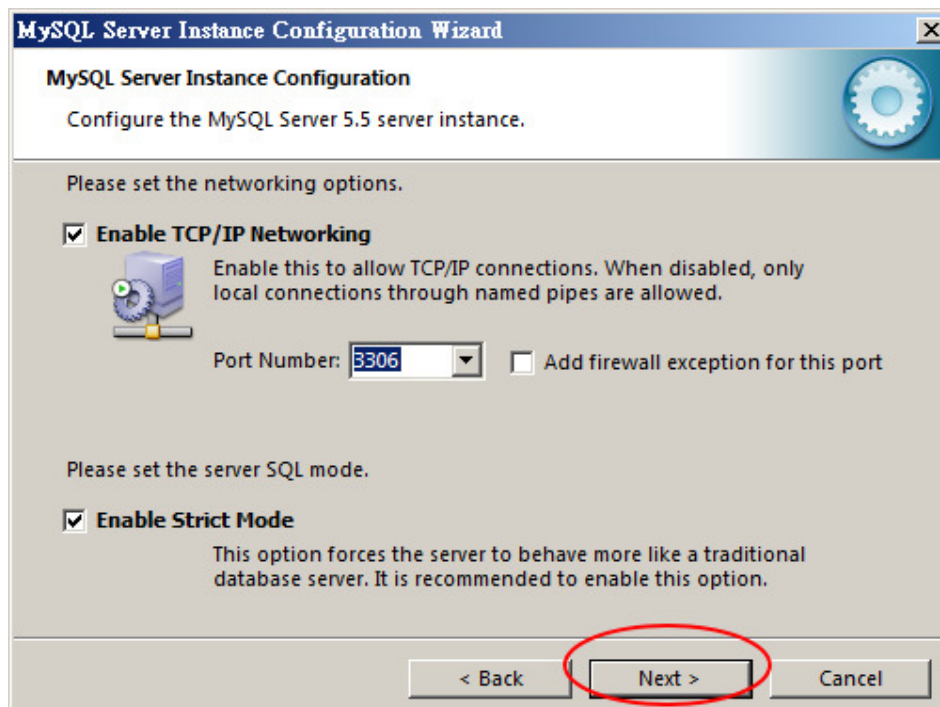 MySQL Server Instance Configuration Wizard
MySQL Server Instance Configuration
Configure the MySQL Server 5.5 server instance.
Please set the networking options.
Enable TCP/IP Networking
Enable this to allow TCP/IP connections. When disabled, only
local connections through named pipes are allowed.
Port Number: 3306 Add firewall exception for this port
Please set the server SQL mode.
Enable Strict Mode
This option forces the server to behave more like a traditional
database server. It is recommended to enable this option.
< Back Next > Cancel